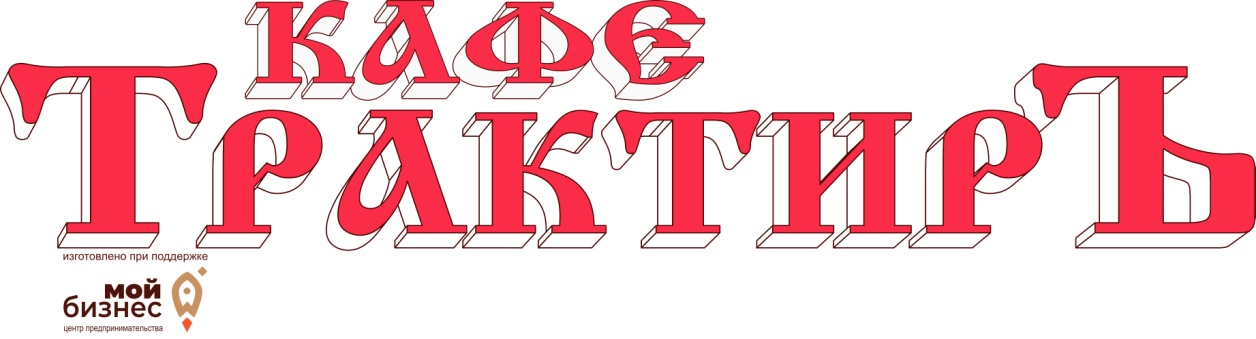 КАФЕ
ТРАКТИРЪ
изготовлено при поддержке
мой
бизнес
центр предпринимательства